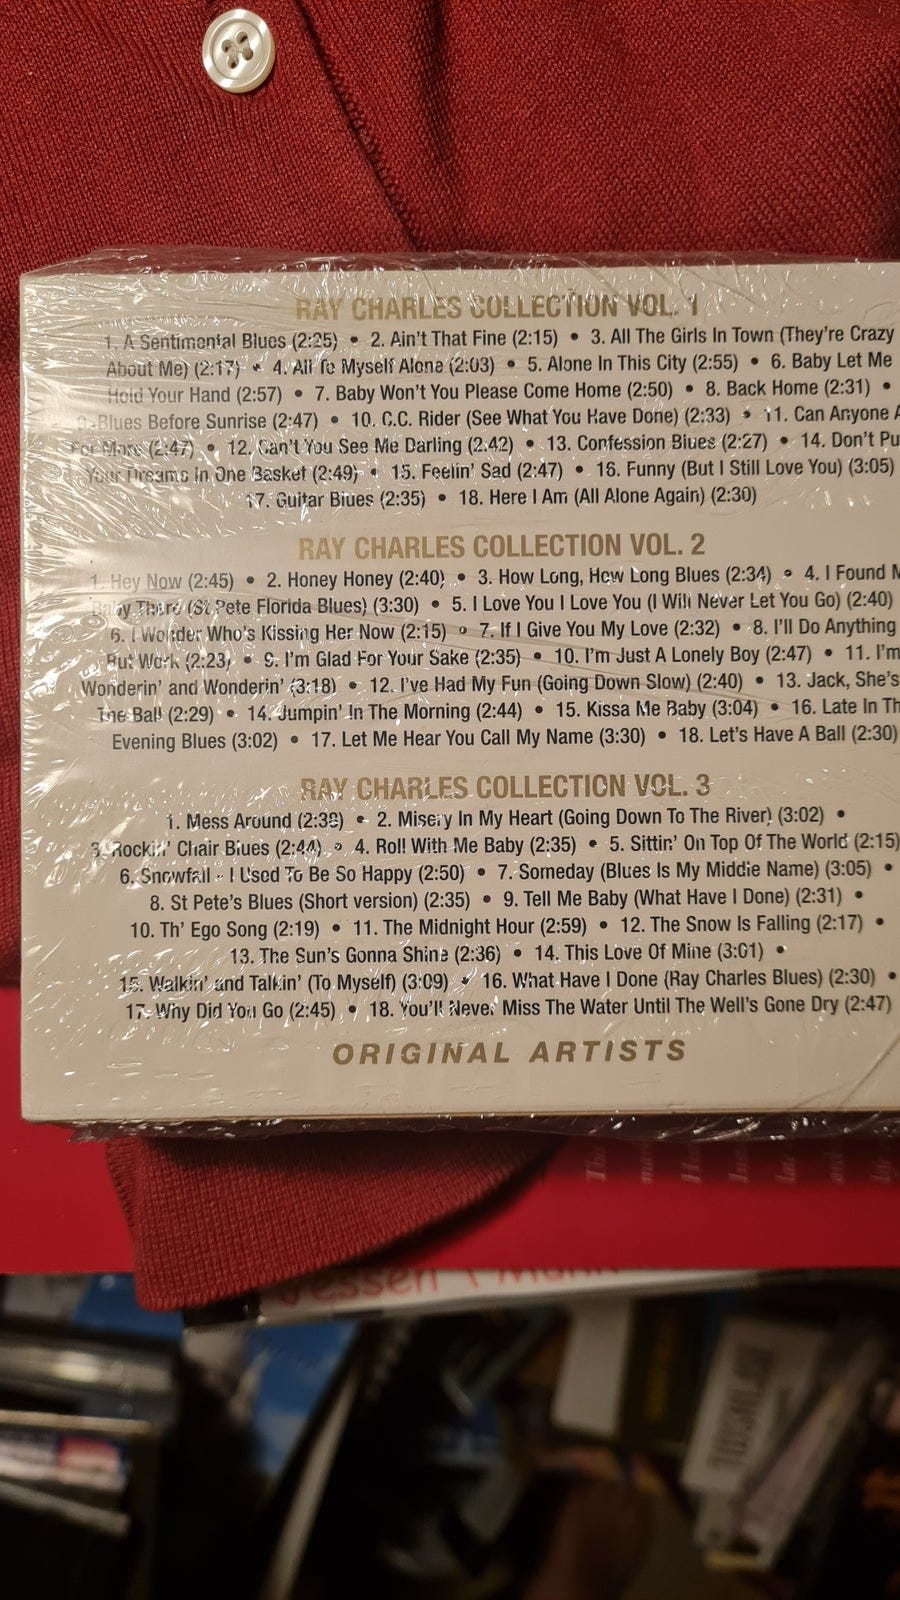 RAY CHARLES COLLECTION VOL. 1
1. A Sentimental Blues (2:25) • 2. Ain't That Fine (2:15) • 3. All The Girls In Town (They're Crazy
About Me) (2:17) • 4. All To Myself Alone (2:03) • 5. Alone In This City (2:55) • 6. Baby Let Me
Hold Your Hand (2:57) • 7. Baby Won't You Please Come Home (2:50) • 8. Back Home (2:31) •
9. Blues Before Sunrise (2:47) • 10. C.C. Rider (See What You Have Done) (2:33) • 11. Can Anyone A
For More (2:47) • 12. Can't You See Me Darling (2:42) • 13. Confession Blues (2:27) • 14. Don't Pu
Your Dreams In One Basket (2:49) • 15. Feelin' Sad (2:47) • 16. Funny (But I Still Love You) (3:05)
17. Guitar Blues (2:35) • 18. Here I Am (All Alone Again) (2:30)
RAY CHARLES COLLECTION VOL. 2
1. Hey Now (2:45) • 2. Honey Honey (2:40) • 3. How Long, How Long Blues (2:34) • 4. I Found M
Baby There (St Pete Florida Blues) (3:30) • 5. I Love You I Love You (I Will Never Let You Go) (2:40)
6. I Wonder Who's Kissing Her Now (2:15) • 7. If I Give You My Love (2:32) • 8. I'll Do Anything
But Work (2:23) • 9. I'm Glad For Your Sake (2:35) • 10. I'm Just A Lonely Boy (2:47) • 11. I'm
Wonderin' and Wonderin' (3:18) • 12. I've Had My Fun (Going Down Slow) (2:40) • 13. Jack, She's
The Ball (2:29) • 14. Jumpin' In The Morning (2:44) • 15. Kissa Me Baby (3:04) • 16. Late In Th
Evening Blues (3:02) • 17. Let Me Hear You Call My Name (3:30) • 18. Let's Have A Ball (2:30)
RAY CHARLES COLLECTION VOL. 3
1. Mess Around (2:38) • 2. Misery In My Heart (Going Down To The River) (3:02) •
3. Rockin' Chair Blues (2:44) • 4. Roll With Me Baby (2:35) • 5. Sittin' On Top Of The World (2:15)
6. Snowfall - I Used To Be So Happy (2:50) • 7. Someday (Blues Is My Middle Name) (3:05) •
8. St Pete's Blues (Short version) (2:35) • 9. Tell Me Baby (What Have I Done) (2:31) •
10. Th' Ego Song (2:19) • 11. The Midnight Hour (2:59) • 12. The Snow Is Falling (2:17) •
13. The Sun's Gonna Shine (2:36) • 14. This Love Of Mine (3:01) •
15. Walkin' and Talkin' (To Myself) (3:09) • 16. What Have I Done (Ray Charles Blues) (2:30) •
17. Why Did You Go (2:45) • 18. You'll Never Miss The Water Until The Well's Gone Dry (2:47)
ORIGINAL ARTISTS